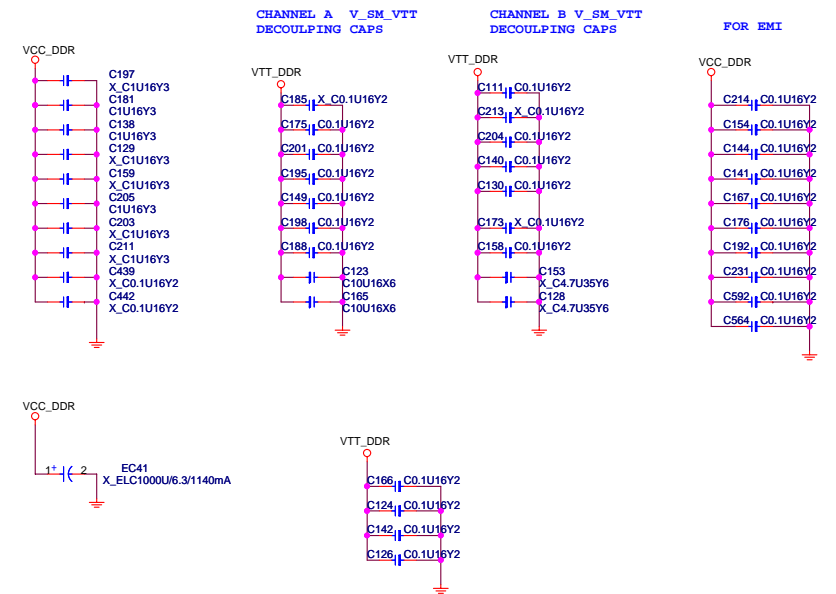 CHANNEL A V_SM_VTT
DECOULPING CAPS
CHANNEL B V_SM_VTT
DECOULPING CAPS
FOR EMI
VCC_DDR
C197
X_C1U16Y3
C181
C1U16Y3
C138
C1U16Y3
C129
X_C1U16Y3
C159
X_C1U16Y3
C205
C1U16Y3
C203
X_C1U16Y3
C211
X_C1U16Y3
C439
X_C0.1U16Y2
C442
X_C0.1U16Y2
VTT_DDR
C185 X_C0.1U16Y2
C175 C0.1U16Y2
C201 C0.1U16Y2
C195 C0.1U16Y2
C149 C0.1U16Y2
C198 C0.1U16Y2
C188 C0.1U16Y2
C123
C10U16X6
C165
C10U16X6
VTT_DDR
C111 C0.1U16Y2
C213 X_C0.1U16Y2
C204 C0.1U16Y2
C140 C0.1U16Y2
C130 C0.1U16Y2
C173 X_C0.1U16Y2
C158 C0.1U16Y2
C153
X_C4.7U35Y6
C128
X_C4.7U35Y6
VCC_DDR
C214 C0.1U16Y2
C154 C0.1U16Y2
C144 C0.1U16Y2
C141 C0.1U16Y2
C167 C0.1U16Y2
C176 C0.1U16Y2
C192 C0.1U16Y2
C231 C0.1U16Y2
C592 C0.1U16Y2
C564 C0.1U16Y2
VCC_DDR
1 + 2
EC41
X_ELC1000U/6.3/1140mA
VTT_DDR
C166 C0.1U16Y2
C124 C0.1U16Y2
C142 C0.1U16Y2
C126 C0.1U16Y2